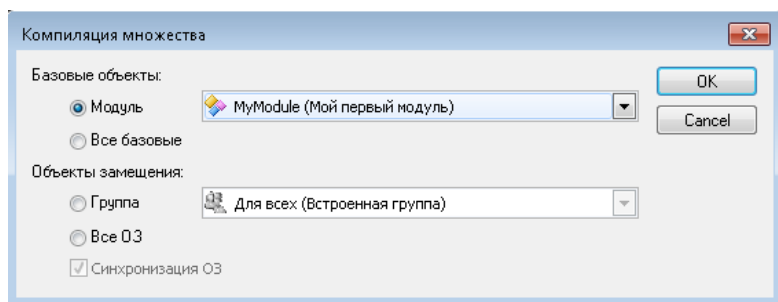 Компиляция множества
Базовые объекты:
Модуль
MyModule (Мой первый модуль)
OK
Все базовые
Cancel
Объекты замещения:
Группа
Для всех (Встроенная группа)
Все ОЗ
Синхронизация ОЗ